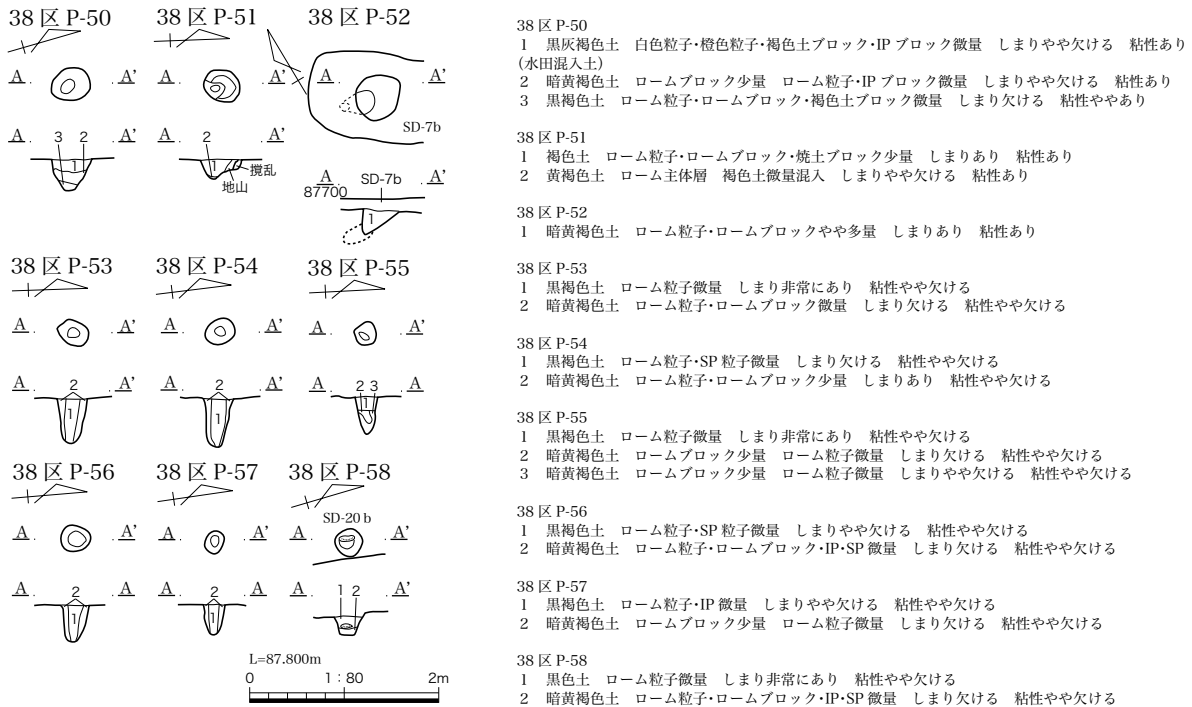 38 区 P-50
38 区 P-51
38 区 P-52
A A’
A A’
A A’
SD-7b
A 3 2 A’
1
A 2 A’
1
撹乱
地山
A SD-7b A’
87700
1
38 区 P-53
38 区 P-54
38 区 P-55
A A’
A A’
A A’
A 2 A’
1
A 2 A’
1
A 2 3 A
1
38 区 P-56
38 区 P-57
38 区 P-58
SD-20 b
A A’
A A’
A A’
A 2 A
1
A 2 A
1
A 1 2 A’
L=87.800m
0 1：80 2m
38 区 P-50
1 黒灰褐色土 白色粒子・橙色粒子・褐色土ブロック・IP ブロック微量 しまりやや欠ける 粘性あり
(水田混入土)
2 暗黄褐色土 ロームブロック少量 ローム粒子・IP ブロック微量 しまりやや欠ける 粘性あり
3 黒褐色土 ローム粒子・ロームブロック・褐色土ブロック微量 しまり欠ける 粘性ややあり
38 区 P-51
1 褐色土 ローム粒子・ロームブロック・焼土ブロック少量 しまりあり 粘性あり
2 黄褐色土 ローム主体層 褐色土微量混入 しまりやや欠ける 粘性あり
38 区 P-52
1 暗黄褐色土 ローム粒子・ロームブロックやや多量 しまりあり 粘性あり
38 区 P-53
1 黒褐色土 ローム粒子微量 しまり非常にあり 粘性やや欠ける
2 暗黄褐色土 ローム粒子・ロームブロック微量 しまり欠ける 粘性やや欠ける
38 区 P-54
1 黒褐色土 ローム粒子・SP 粒子微量 しまり欠ける 粘性やや欠ける
2 暗黄褐色土 ローム粒子・ロームブロック少量 しまりあり 粘性やや欠ける
38 区 P-55
1 黒褐色土 ローム粒子微量 しまり非常にあり 粘性やや欠ける
2 暗黄褐色土 ロームブロック少量 ローム粒子微量 しまり欠ける 粘性やや欠ける
3 暗黄褐色土 ロームブロック少量 ローム粒子微量 しまりやや欠ける 粘性やや欠ける
38 区 P-56
1 黒褐色土 ローム粒子・SP 粒子微量 しまりやや欠ける 粘性やや欠ける
2 暗黄褐色土 ローム粒子・ロームブロック・IP・SP 微量 しまり欠ける 粘性やや欠ける
38 区 P-57
1 黒褐色土 ローム粒子・IP 微量 しまりやや欠ける 粘性やや欠ける
2 暗黄褐色土 ロームブロック少量 ローム粒子微量 しまり欠ける 粘性やや欠ける
38 区 P-58
1 黒色土 ローム粒子微量 しまり非常にあり 粘性やや欠ける
2 暗黄褐色土 ローム粒子・ロームブロック・IP・SP 微量 しまり欠ける 粘性やや欠ける